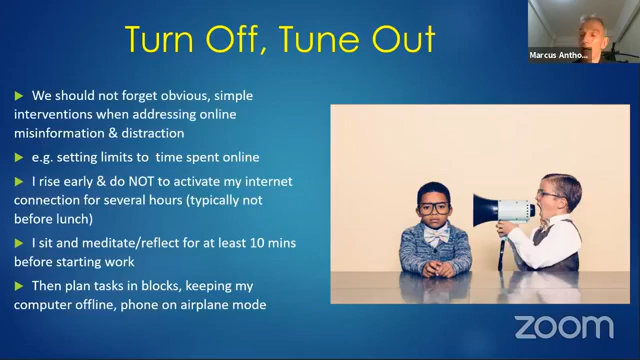 Turn Off, Tune Out
Marcus Antho...
We should not forget obvious, simple
interventions when addressing online
misinformation & distraction
e.g. setting limits to time spent online
I rise early & do NOT to activate my internet
connection for several hours (typically not
before lunch)
I sit and meditate/reflect for at least 10 mins
before starting work
Then plan tasks in blocks, keeping my
computer offline, phone on airplane mode
zoom